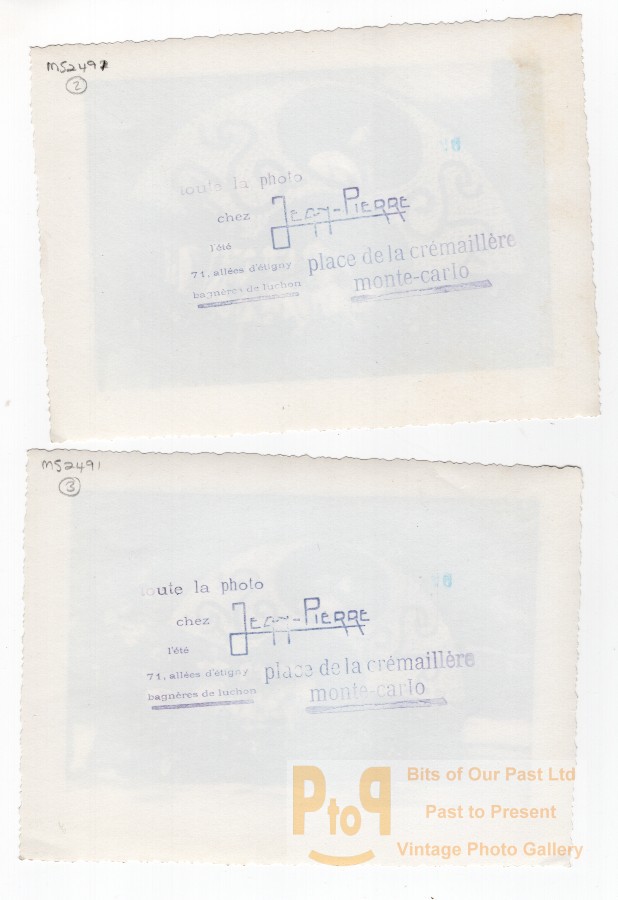 MS2491
2
toute la photo
chez JEAN-PIERRE
l'été
71, allées d'étigny
bagnères de luchon
place de la crémaillère
monte-carlo
MS2491
3
toute la photo
chez JEAN-PIERRE
l'été
71, allées d'étigny
bagnères de luchon
place de la crémaillère
monte-carlo
PtoP
Bits of Our Past Ltd
Past to Present
Vintage Photo Gallery